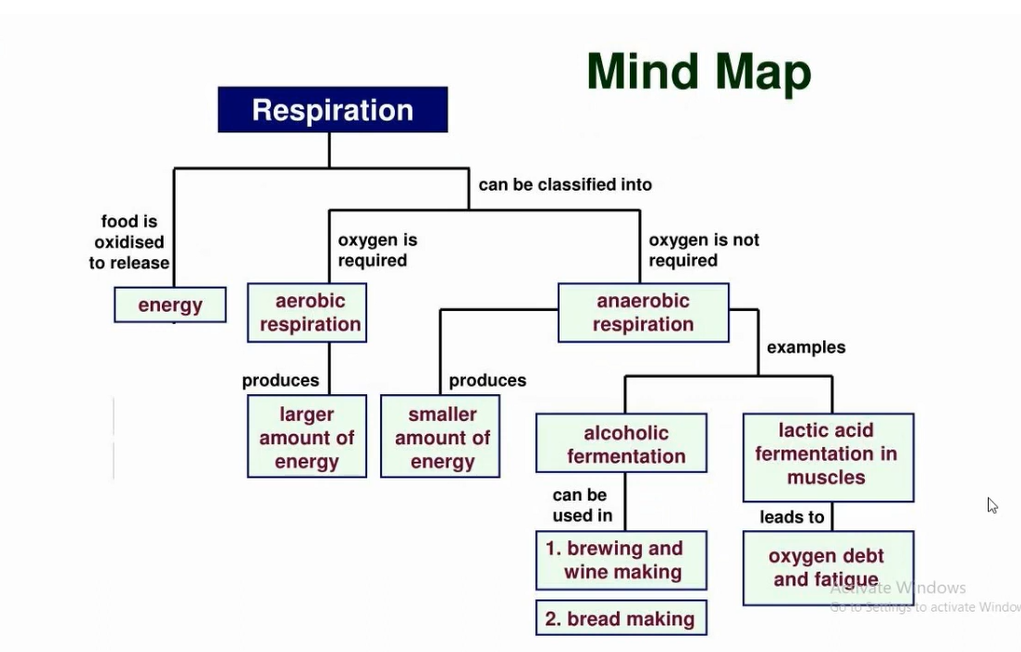 Mind Map
Respiration
can be classified into
food is
oxidised
to release
oxygen is
required
oxygen is not
required
energy
aerobic
respiration
anaerobic
respiration
examples
produces
produces
larger
amount of
energy
smaller
amount of
energy
alcoholic
fermentation
lactic acid
fermentation in
muscles
can be
used in
leads to
1. brewing and
wine making
oxygen debt
and fatigue
2. bread making
Activate Windows
Go to Settings to activate Window